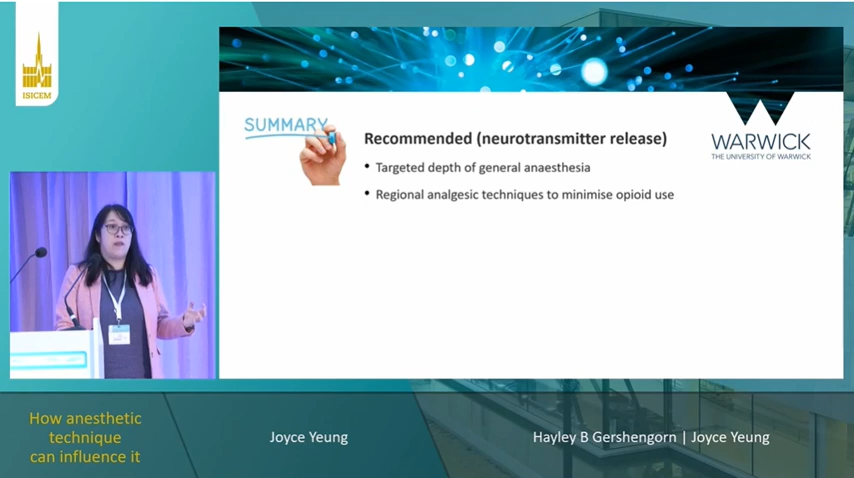 ISICEM
SUMMARY
Recommended (neurotransmitter release)
• Targeted depth of general anaesthesia
• Regional analgesic techniques to minimise opioid use
WARWICK
THE UNIVERSITY OF WARWICK
How anesthetic
technique
can influence it
Joyce Yeung
Hayley B Gershengorn | Joyce Yeung